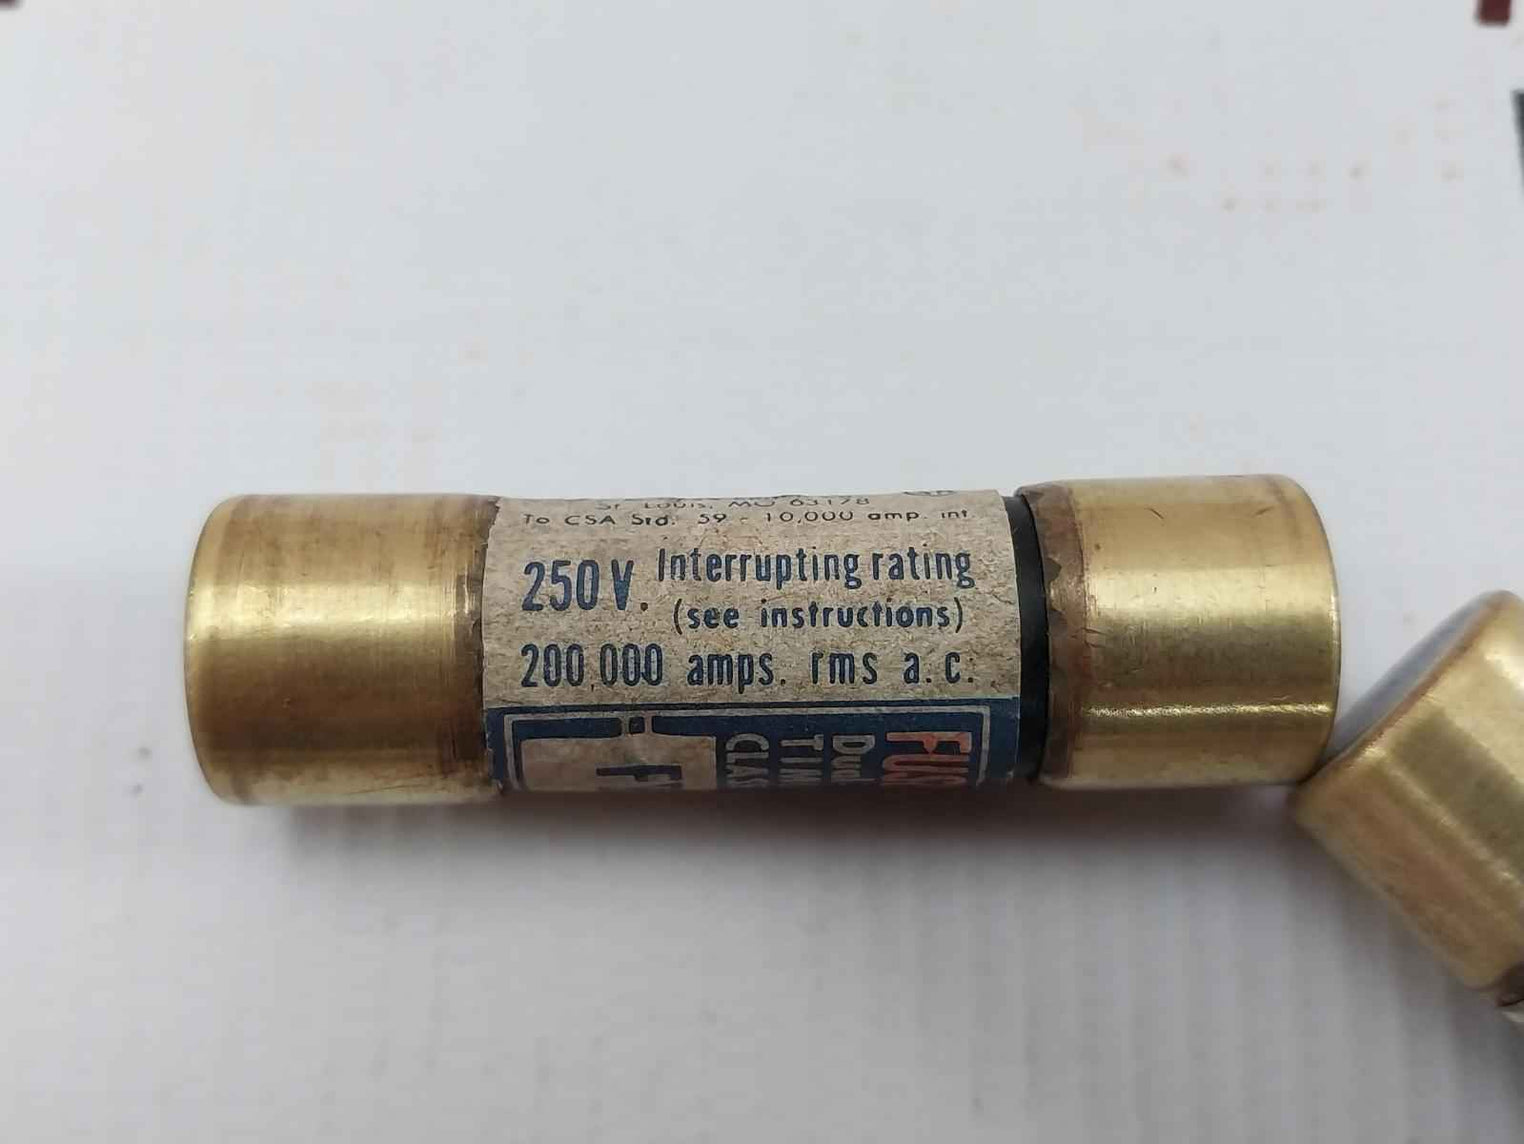 St. Louis, MO 63178
To CSA Std. 59 - 10,000 amp. int.
250V. Interrupting rating
(see instructions)
200,000 amps. rms a.c.